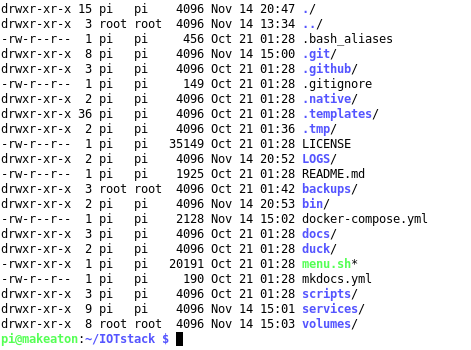 drwxr-xr-x 15 pi   pi    4096 Nov 14 20:47 ./
drwxr-xr-x  3 root root  4096 Nov 14 13:34 ../
-rw-r--r--  1 pi   pi     456 Oct 21 01:28 .bash_aliases
drwxr-xr-x  8 pi   pi    4096 Nov 14 15:00 .git/
drwxr-xr-x  3 pi   pi    4096 Oct 21 01:28 .github/
-rw-r--r--  1 pi   pi     149 Oct 21 01:28 .gitignore
drwxr-xr-x  2 pi   pi    4096 Oct 21 01:28 .native/
drwxr-xr-x 36 pi   pi    4096 Oct 21 01:28 .templates/
drwxr-xr-x  2 pi   pi    4096 Oct 21 01:36 .tmp/
-rw-r--r--  1 pi   pi   35149 Oct 21 01:28 LICENSE
drwxr-xr-x  2 pi   pi    4096 Nov 14 20:52 LOGS/
-rw-r--r--  1 pi   pi    1925 Oct 21 01:28 README.md
drwxr-xr-x  3 root root  4096 Oct 21 01:42 backups/
drwxr-xr-x  2 pi   pi    4096 Nov 14 20:53 bin/
-rw-r--r--  1 pi   pi    2128 Nov 14 15:02 docker-compose.yml
drwxr-xr-x  3 pi   pi    4096 Oct 21 01:28 docs/
drwxr-xr-x  2 pi   pi    4096 Oct 21 01:28 duck/
-rwxr-xr-x  1 pi   pi   20191 Oct 21 01:28 menu.sh*
-rw-r--r--  1 pi   pi     190 Oct 21 01:28 mkdocs.yml
drwxr-xr-x  3 pi   pi    4096 Oct 21 01:28 scripts/
drwxr-xr-x  9 pi   pi    4096 Nov 14 15:01 services/
drwxr-xr-x  8 root root  4096 Nov 14 15:03 volumes/
pi@makeaton:~/IOTstack $